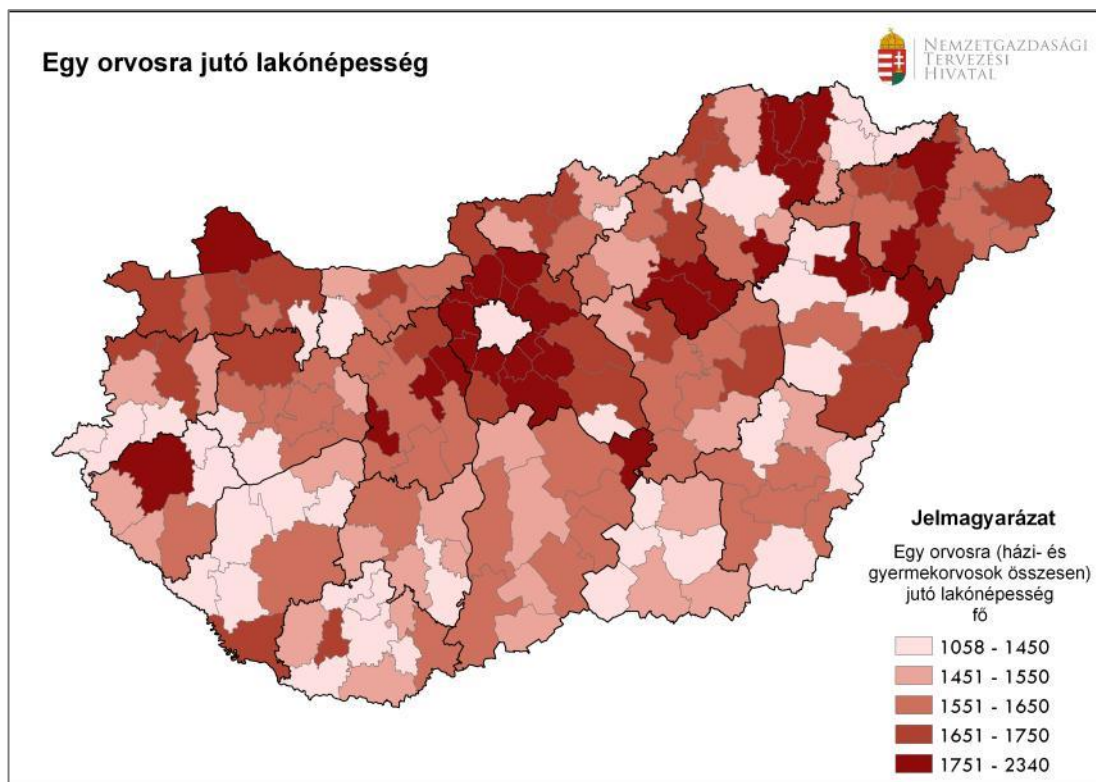 Egy orvosra jutó lakónépesség
NEMZETGAZDASÁGI
TERVEZÉSI
HIVATAL
Jelmagyarázat
Egy orvosra (házi- és
gyermekorvosok összesen)
jutó lakónépesség
fő
1058 - 1450
1451 - 1550
1551 - 1650
1651 - 1750
1751 - 2340